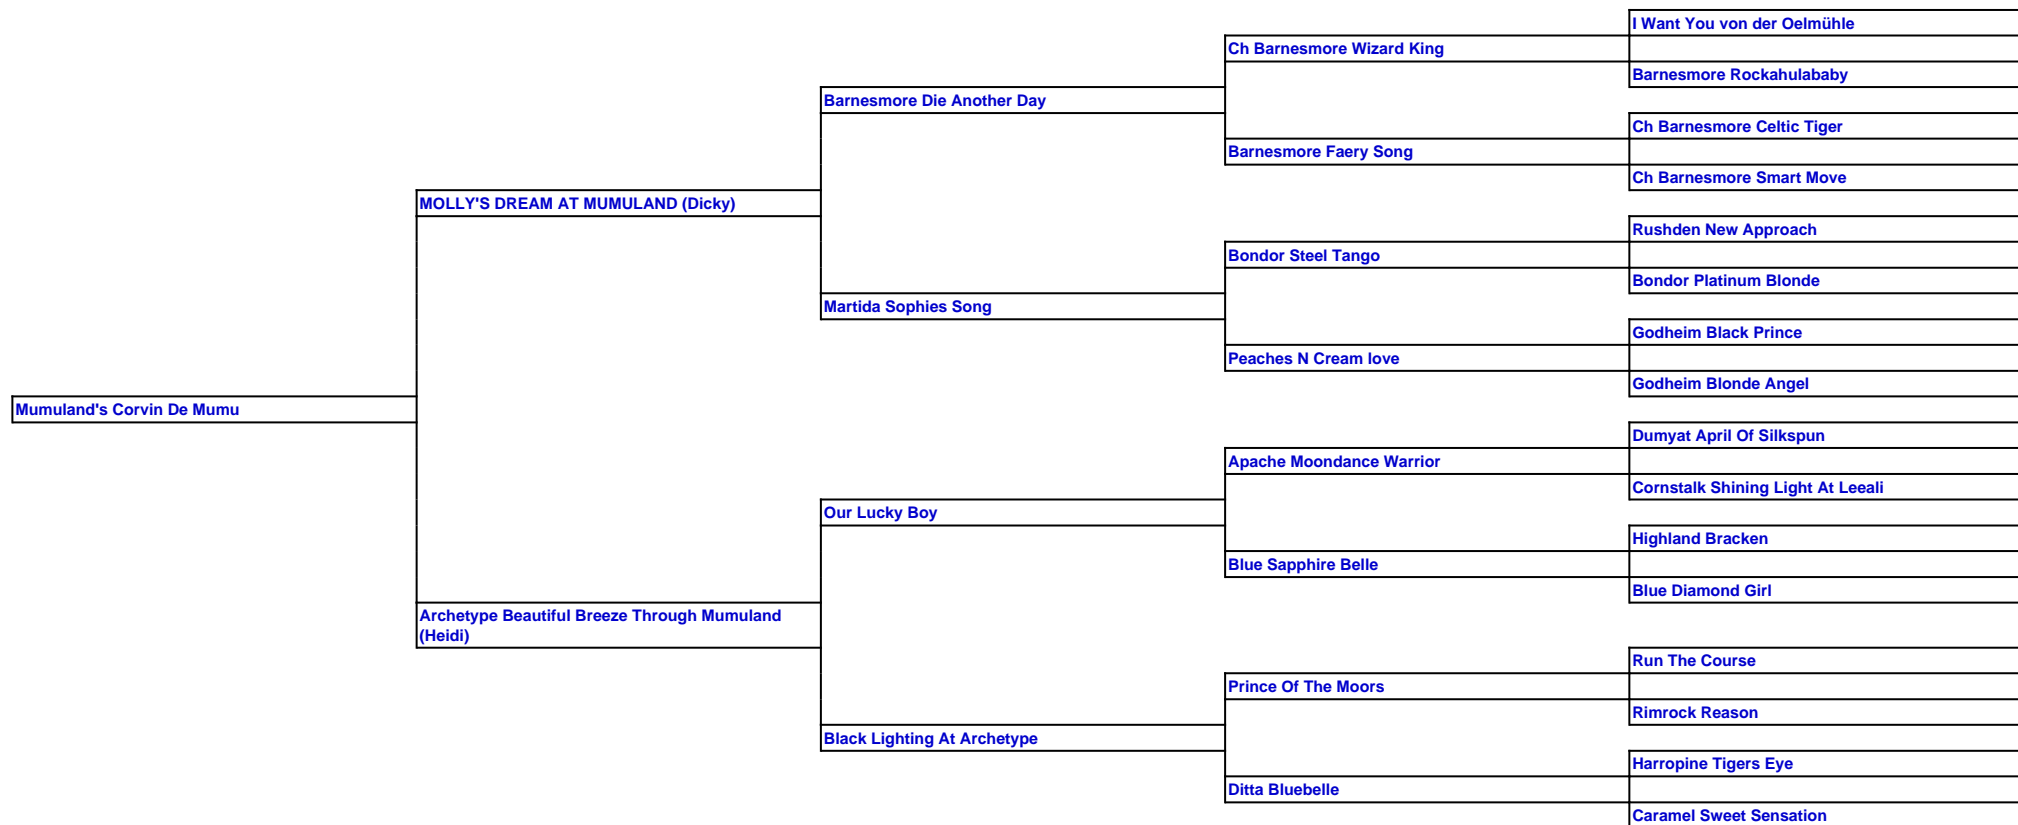 I Want You von der Oelmühle
Ch Barnesmore Wizard King
Barnesmore Rockahulababy
Barnesmore Die Another Day
Ch Barnesmore Celtic Tiger
Barnesmore Faery Song
Ch Barnesmore Smart Move
MOLLY'S DREAM AT MUMULAND (Dicky)
Rushden New Approach
Bondor Steel Tango
Bondor Platinum Blonde
Martida Sophies Song
Godheim Black Prince
Peaches N Cream love
Godheim Blonde Angel
Mumuland's Corvin De Mumu
Dumyat April Of Silkspun
Apache Moondance Warrior
Cornstalk Shining Light At Leeali
Our Lucky Boy
Highland Bracken
Blue Sapphire Belle
Blue Diamond Girl
Archetype Beautiful Breeze Through Mumuland
(Heidi)
Run The Course
Prince Of The Moors
Rimrock Reason
Black Lighting At Archetype
Harropine Tigers Eye
Ditta Bluebelle
Caramel Sweet Sensation